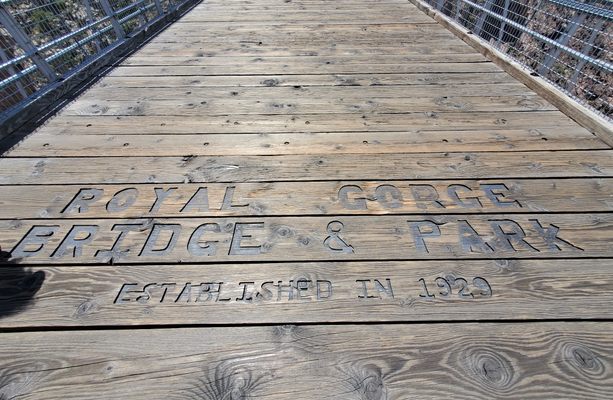 ROYAL GORGE
BRIDGE & PARK
ESTABLISHED IN 1929